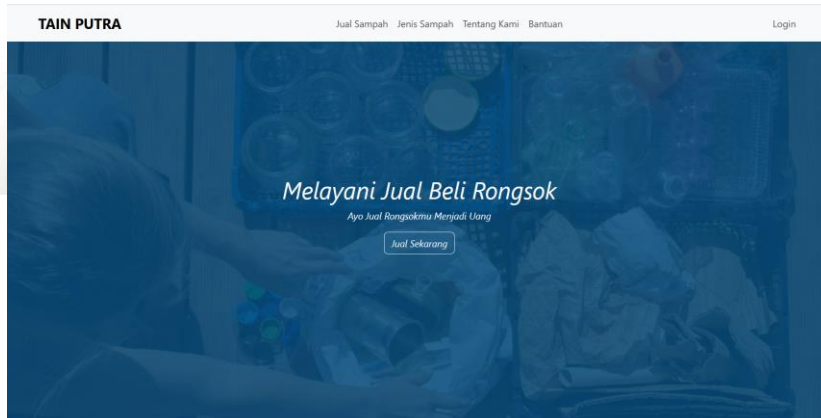 TAIN PUTRA
Jual Sampah Jenis Sampah Tentang Kami Bantuan
Login
Melayani Jual Beli Rongsok
Ayo Jual Rongsokmu Menjadi Uang
Jual Sekarang